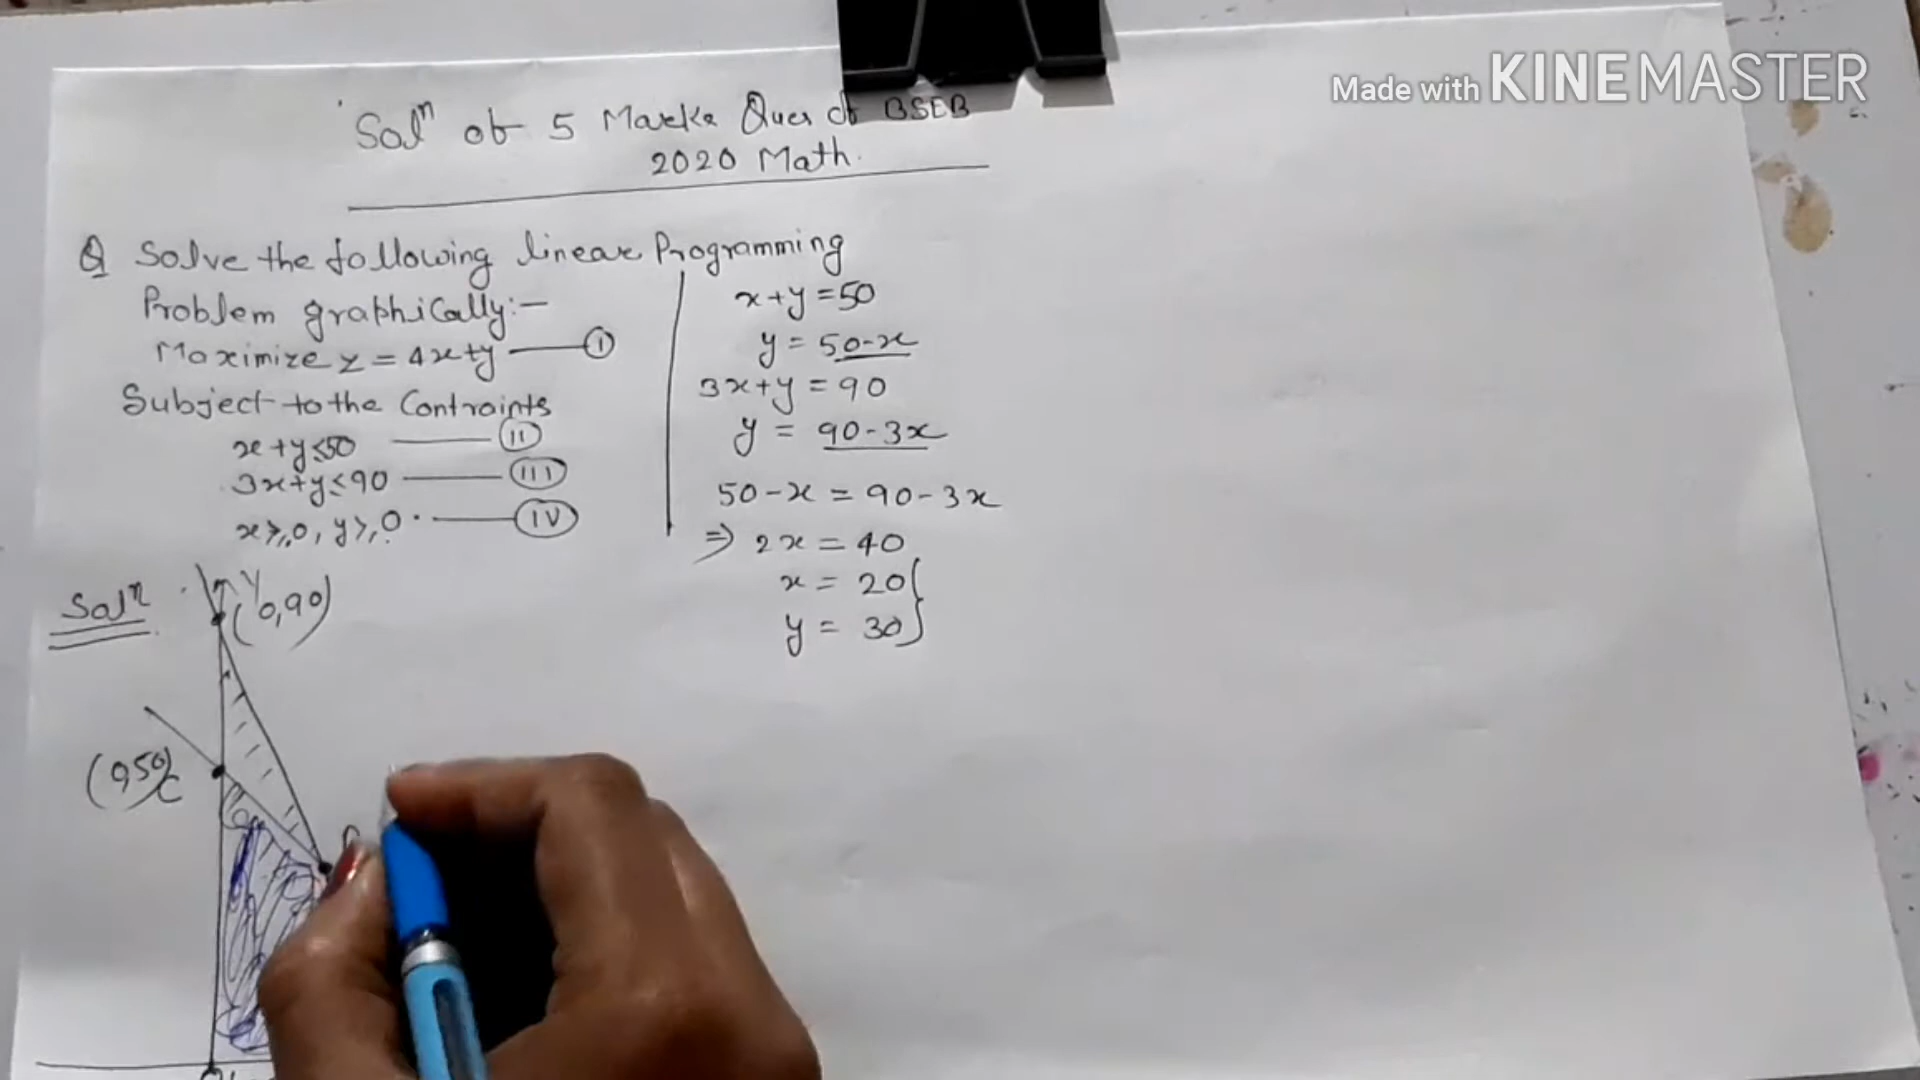 Made with KINEMASTER
Solⁿ of 5 Marks Ques of BSEB
2020 Math.
Q Solve the following linear Programming
Problem graphically:-
Maximize z = 4x+y —— (I)
Subject to the Contraints
x+y≤50 —— (II)
3x+y≤90 —— (III)
x≥0, y≥0 —— (IV)
x+y=50
y = 50-x
3x+y = 90
y = 90-3x
50-x = 90-3x
⇒ 2x = 40
x = 20
y = 30
Solⁿ
Y
(0,90)
(0,50)
C